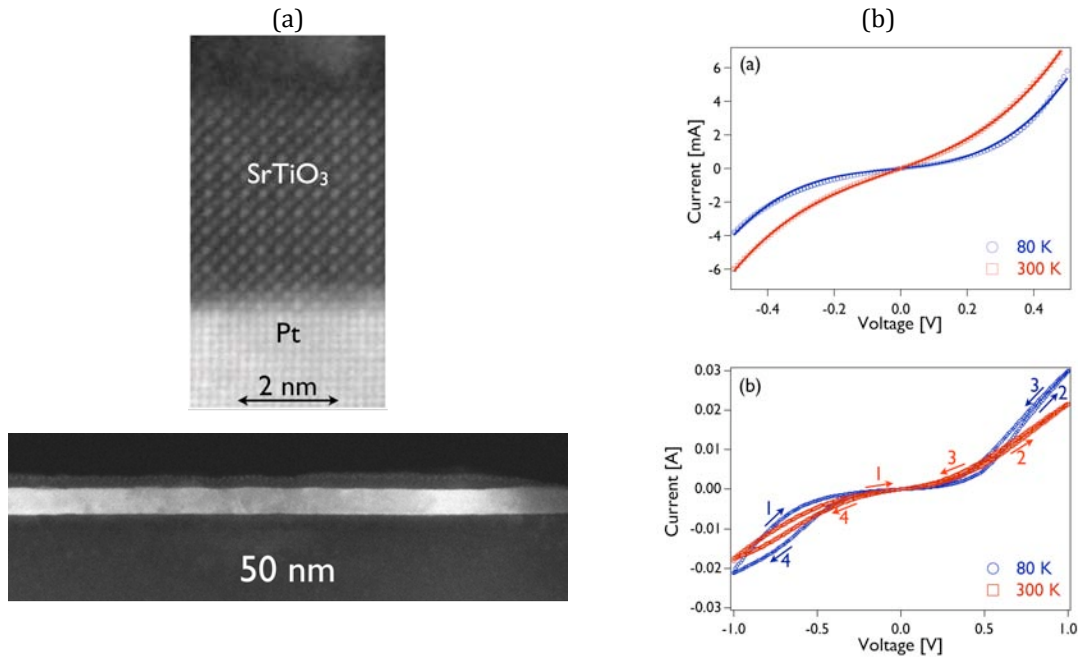 (a)
SrTiO₃
Pt
2 nm
50 nm
(b)
(a)
6
4
2
0
-2
-4
-6
Current [mA]
80 K
300 K
-0.4 -0.2 0.0 0.2 0.4
Voltage [V]
(b)
0.03
0.02
0.01
0.00
-0.01
-0.02
-0.03
Current [A]
3
2
3
2
1
1
4
4
80 K
300 K
-1.0 -0.5 0.0 0.5 1.0
Voltage [V]